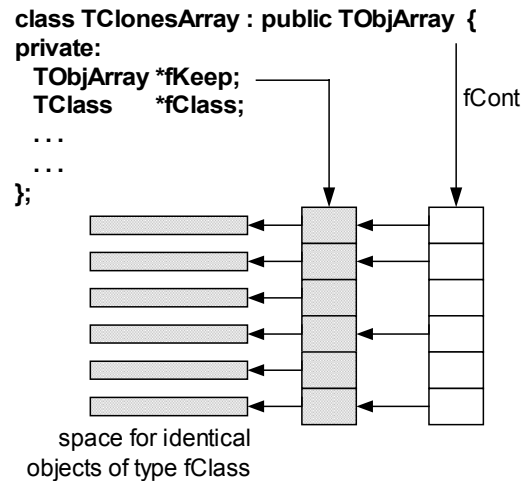 class TClonesArray : public TObjArray {
private:
TObjArray *fKeep;
TClass *fClass;
. . .
. . .
};
fCont
space for identical
objects of type fClass